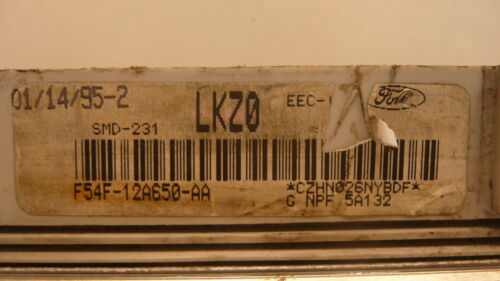 01/14/95-2 LKZ0 EEC- Ford
SMD-231
F54F-12A650-AA *CZHN026NYBDF*
G NPF 5A132